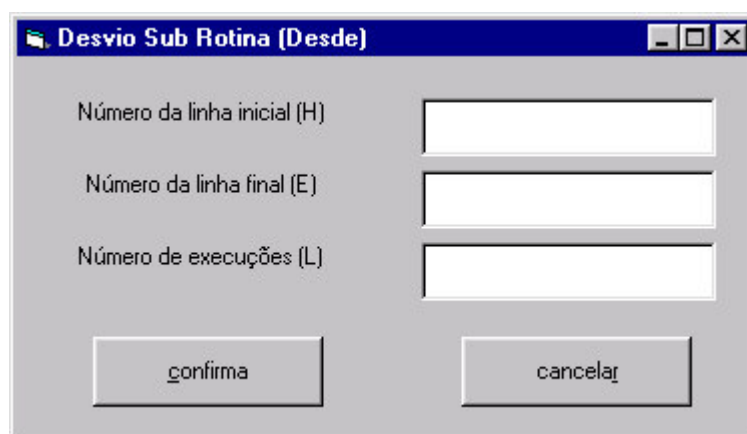 Desvio Sub Rotina (Desde)
Número da linha inicial (H)
Número da linha final (E)
Número de execuções (L)
confirma
cancelar